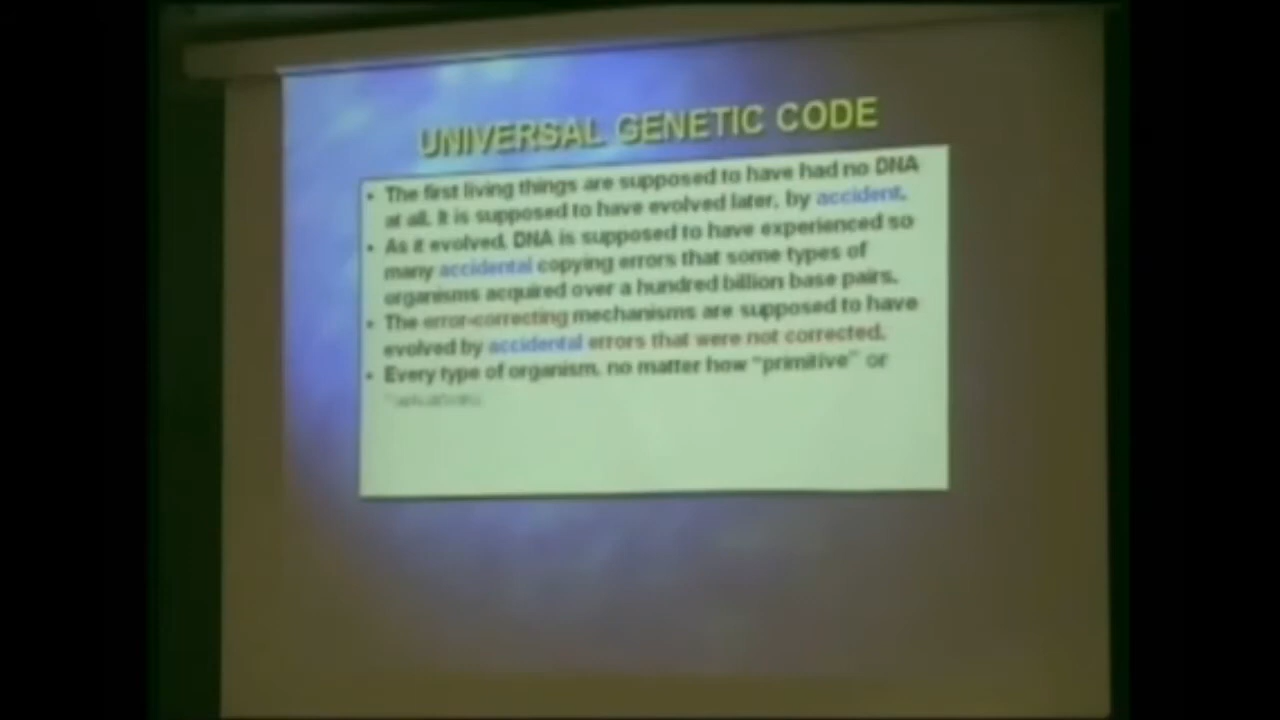 UNIVERSAL GENETIC CODE
• The first living things are supposed to have had no DNA
at all. It is supposed to have evolved later, by accident.
• As it evolved, DNA is supposed to have experienced so
many accidental copying errors that some types of
organisms acquired over a hundred billion base pairs.
• The error-correcting mechanisms are supposed to have
evolved by accidental errors that were not corrected.
• Every type of organism, no matter how "primitive" or